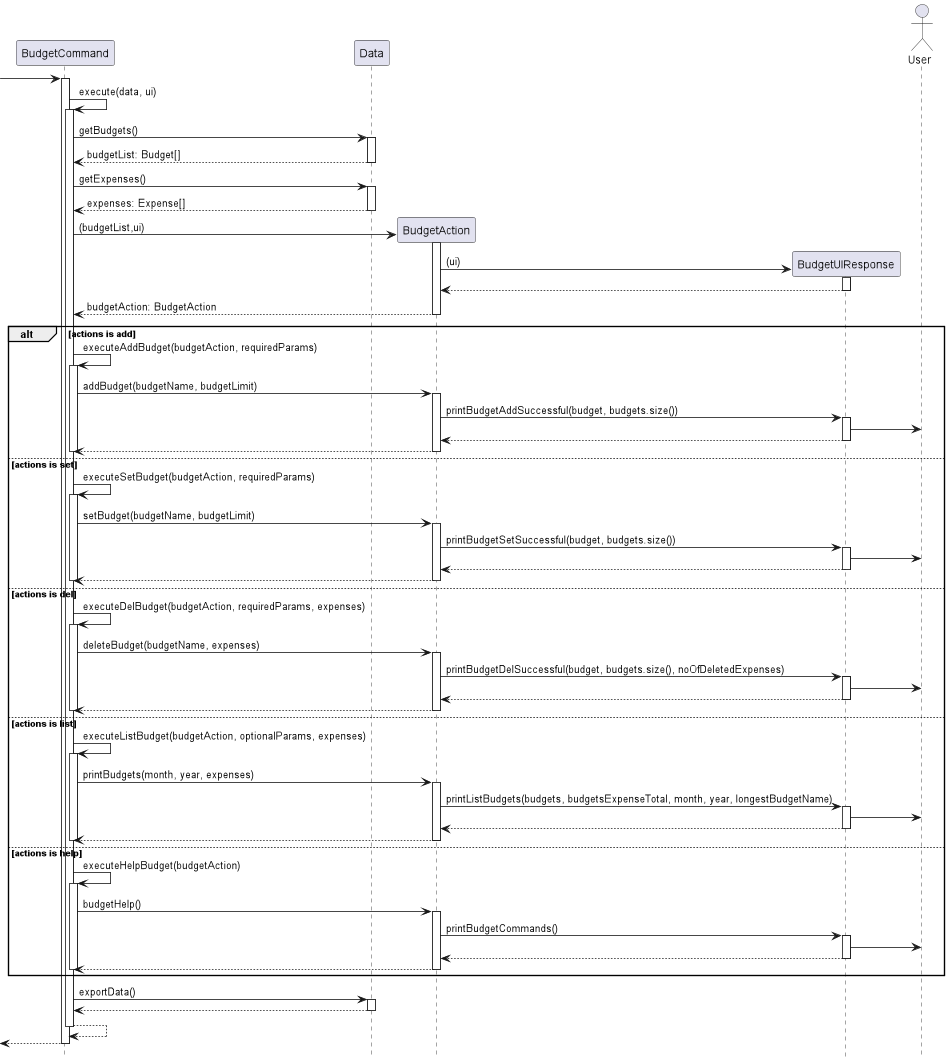 BudgetCommand
Data
User
execute(data, ui)
getBudgets()
budgetList: Budget[]
getExpenses()
expenses: Expense[]
(budgetList,ui)
BudgetAction
(ui)
BudgetUIResponse
budgetAction: BudgetAction
alt
[actions is add]
executeAddBudget(budgetAction, requiredParams)
addBudget(budgetName, budgetLimit)
printBudgetAddSuccessful(budget, budgets.size())
[actions is set]
executeSetBudget(budgetAction, requiredParams)
setBudget(budgetName, budgetLimit)
printBudgetSetSuccessful(budget, budgets.size())
[actions is del]
executeDelBudget(budgetAction, requiredParams, expenses)
deleteBudget(budgetName, expenses)
printBudgetDelSuccessful(budget, budgets.size(), noOfDeletedExpenses)
[actions is list]
executeListBudget(budgetAction, optionalParams, expenses)
printBudgets(month, year, expenses)
printListBudgets(budgets, budgetsExpenseTotal, month, year, longestBudgetName)
[actions is help]
executeHelpBudget(budgetAction)
budgetHelp()
printBudgetCommands()
exportData()